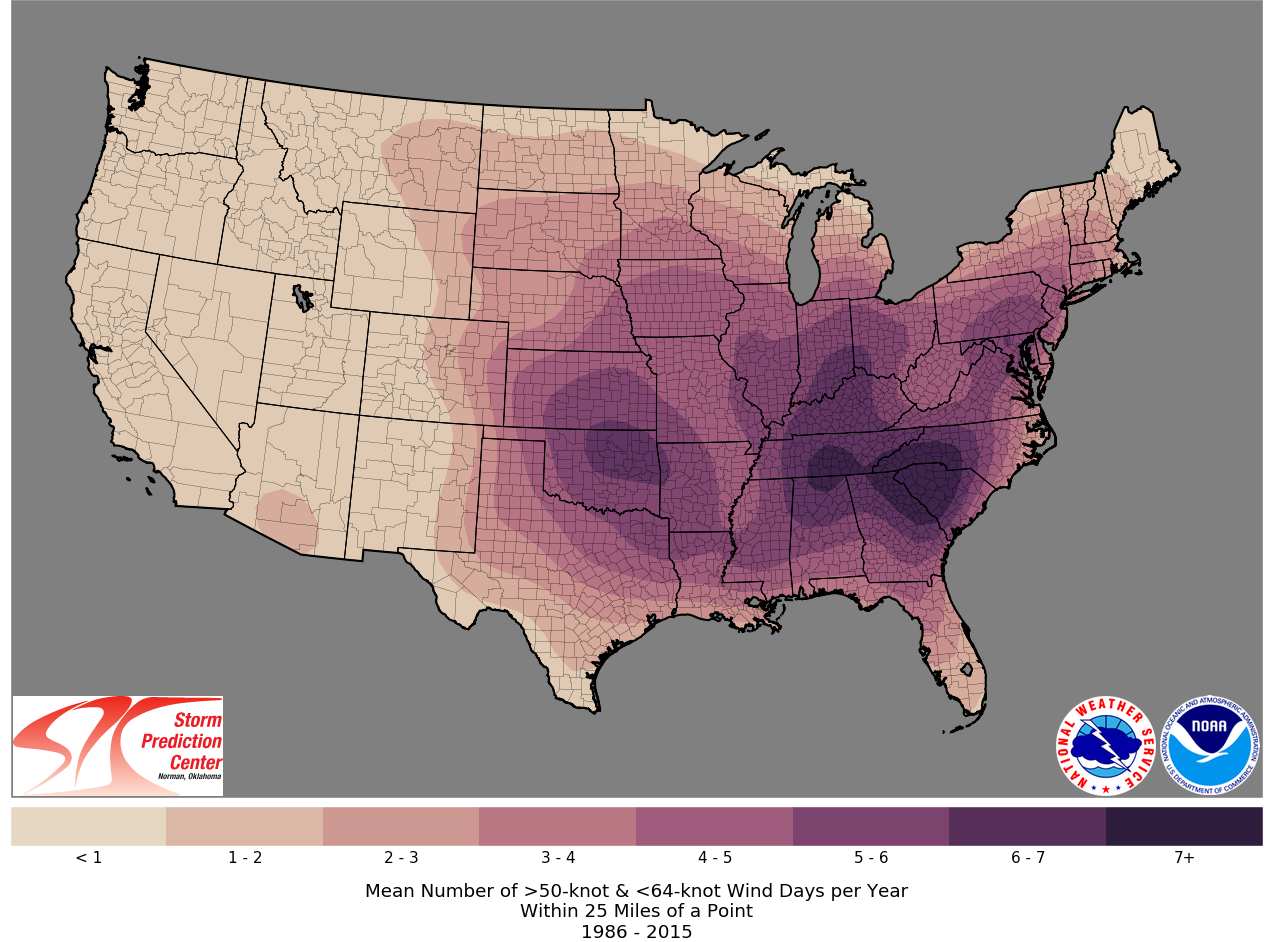 Storm
Prediction
Center
Norman, Oklahoma
NATIONAL WEATHER SERVICE
NATIONAL OCEANIC AND ATMOSPHERIC ADMINISTRATION
NOAA
U.S. DEPARTMENT OF COMMERCE
< 1 1 - 2 2 - 3 3 - 4 4 - 5 5 - 6 6 - 7 7+
Mean Number of >50-knot & <64-knot Wind Days per Year
Within 25 Miles of a Point
1986 - 2015